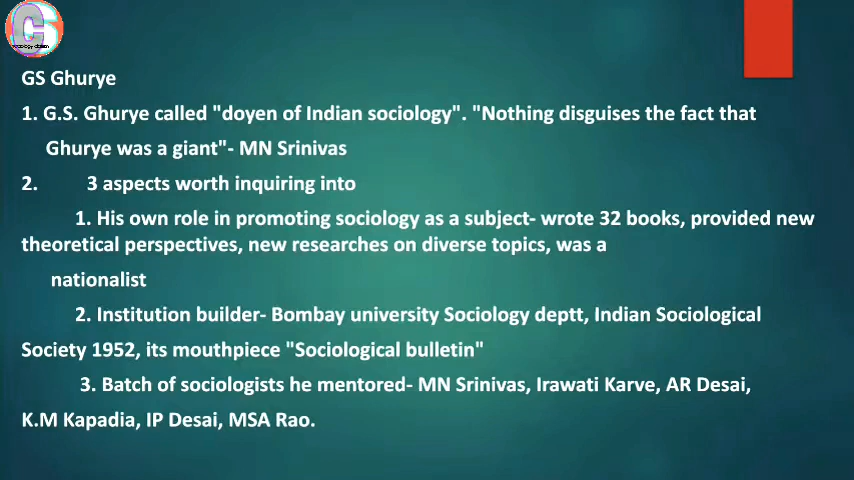 GS Ghurye
1. G.S. Ghurye called "doyen of Indian sociology". "Nothing disguises the fact that
Ghurye was a giant"- MN Srinivas
2. 3 aspects worth inquiring into
1. His own role in promoting sociology as a subject- wrote 32 books, provided new
theoretical perspectives, new researches on diverse topics, was a
nationalist
2. Institution builder- Bombay university Sociology deptt, Indian Sociological
Society 1952, its mouthpiece "Sociological bulletin"
3. Batch of sociologists he mentored- MN Srinivas, Irawati Karve, AR Desai,
K.M Kapadia, IP Desai, MSA Rao.